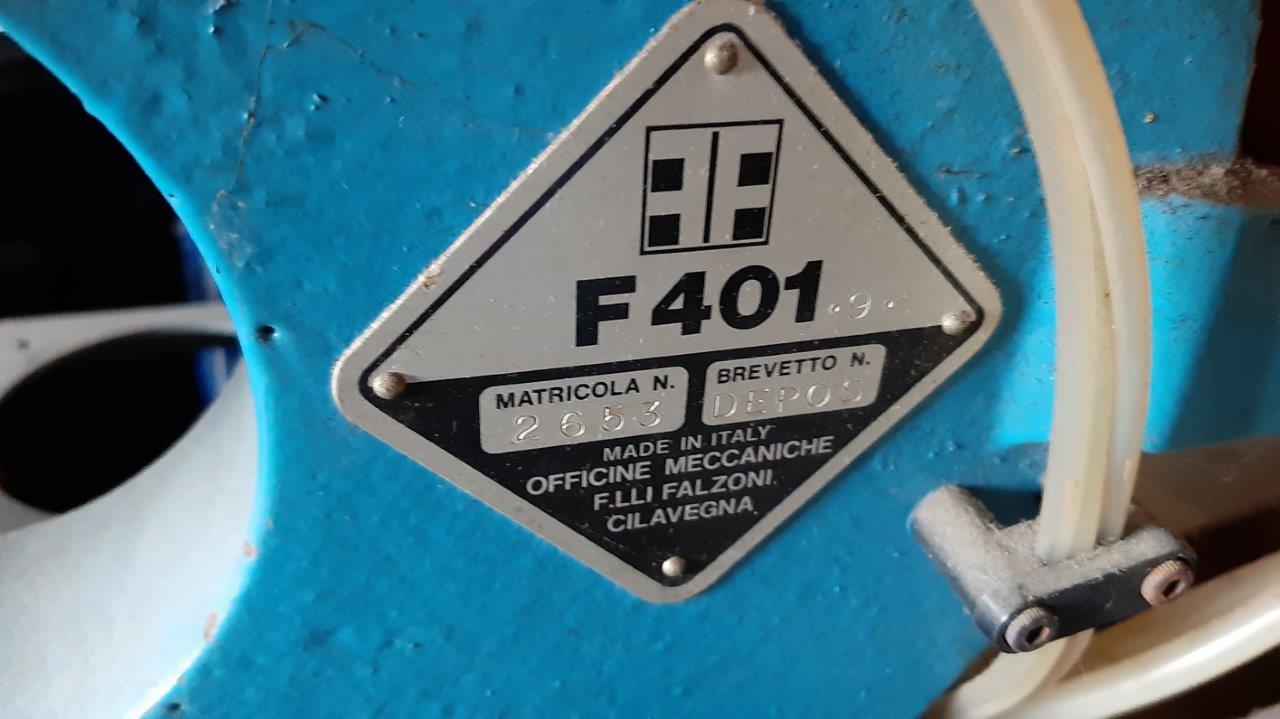 F401 .9.
MATRICOLA N. BREVETTO N.
2653 DEPOS
MADE IN ITALY
OFFICINE MECCANICHE
F.LLI FALZONI
CILAVEGNA